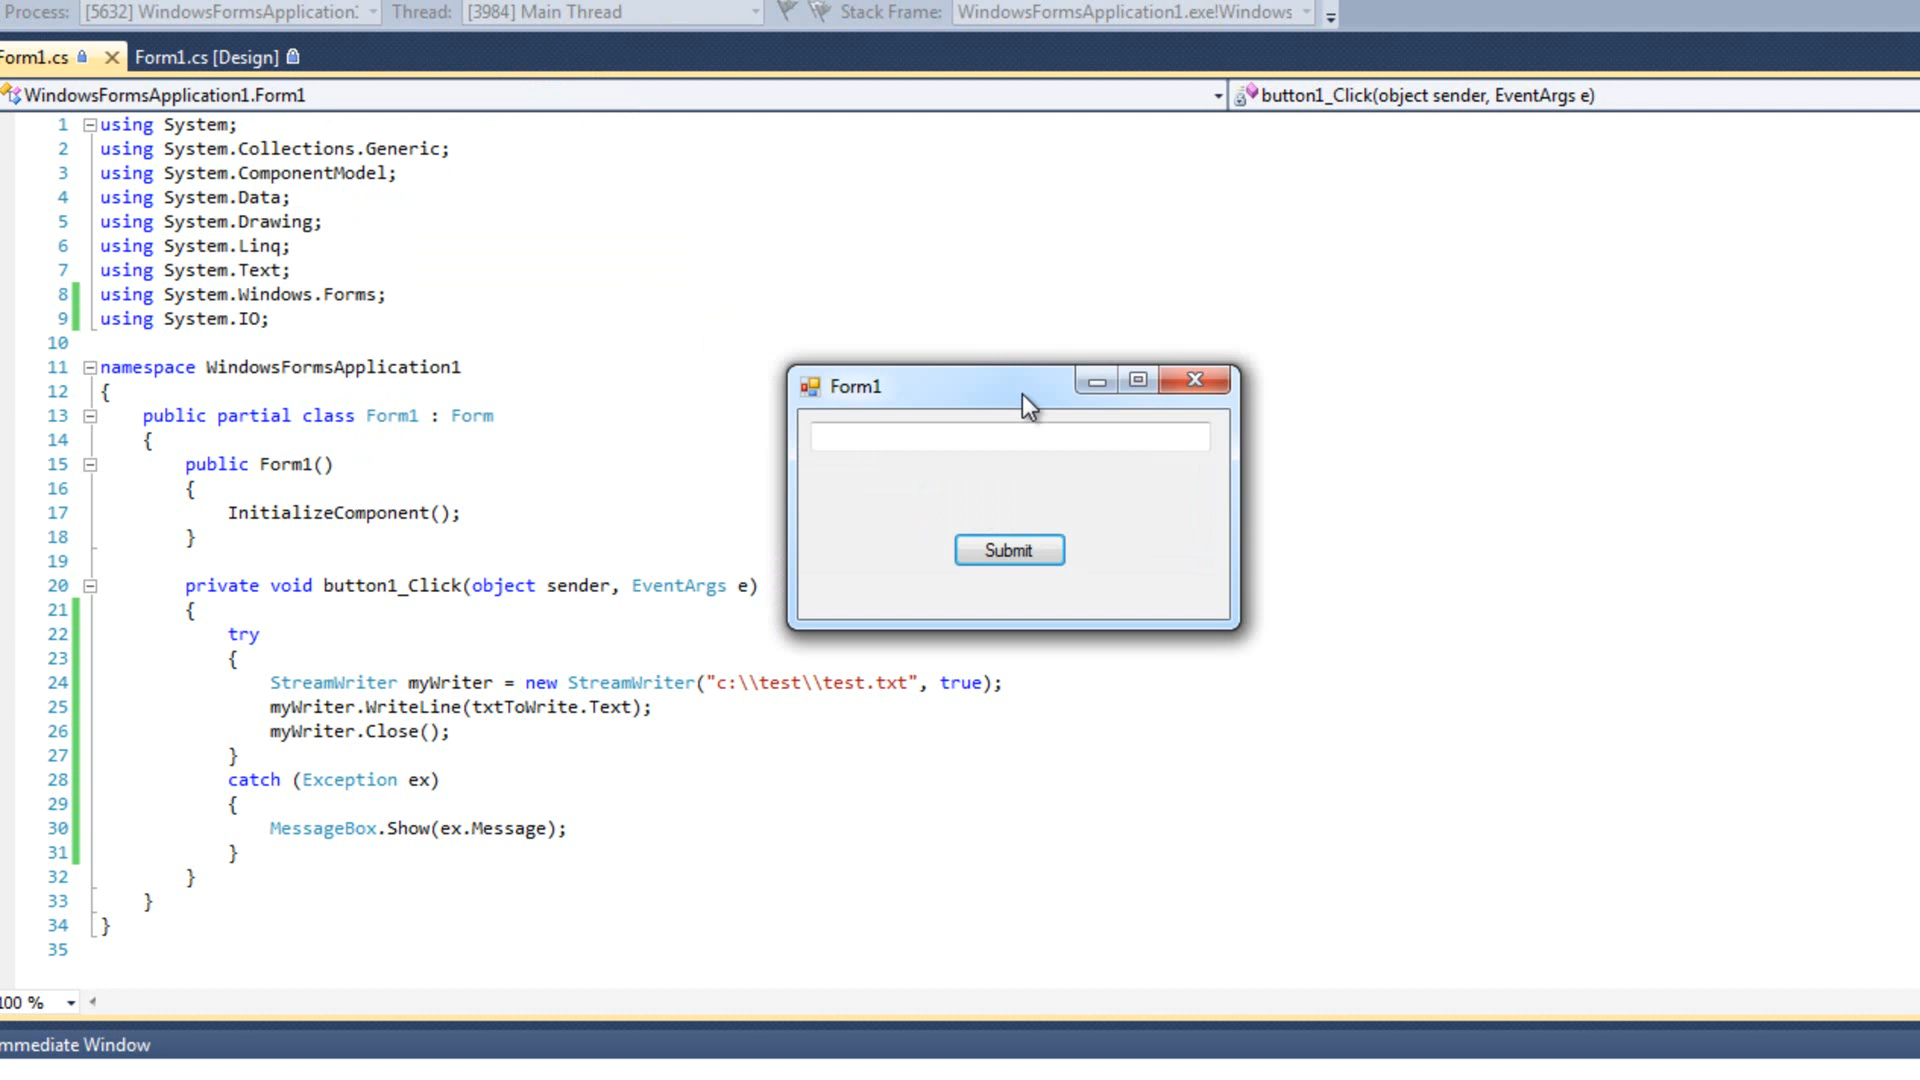 Process: [5632] WindowsFormsApplication: Thread: [3984] Main Thread Stack Frame: WindowsFormsApplication1.exe!Windows
Form1.cs Form1.cs [Design]
WindowsFormsApplication1.Form1 button1_Click(object sender, EventArgs e)
1 using System;
2 using System.Collections.Generic;
3 using System.ComponentModel;
4 using System.Data;
5 using System.Drawing;
6 using System.Linq;
7 using System.Text;
8 using System.Windows.Forms;
9 using System.IO;
10
11 namespace WindowsFormsApplication1
12 {
13 public partial class Form1 : Form
14 {
15 public Form1()
16 {
17 InitializeComponent();
18 }
19
20 private void button1_Click(object sender, EventArgs e)
21 {
22 try
23 {
24 StreamWriter myWriter = new StreamWriter("c:\\test\\test.txt", true);
25 myWriter.WriteLine(txtToWrite.Text);
26 myWriter.Close();
27 }
28 catch (Exception ex)
29 {
30 MessageBox.Show(ex.Message);
31 }
32 }
33 }
34 }
35
Form1
Submit
100 %
mmediate Window